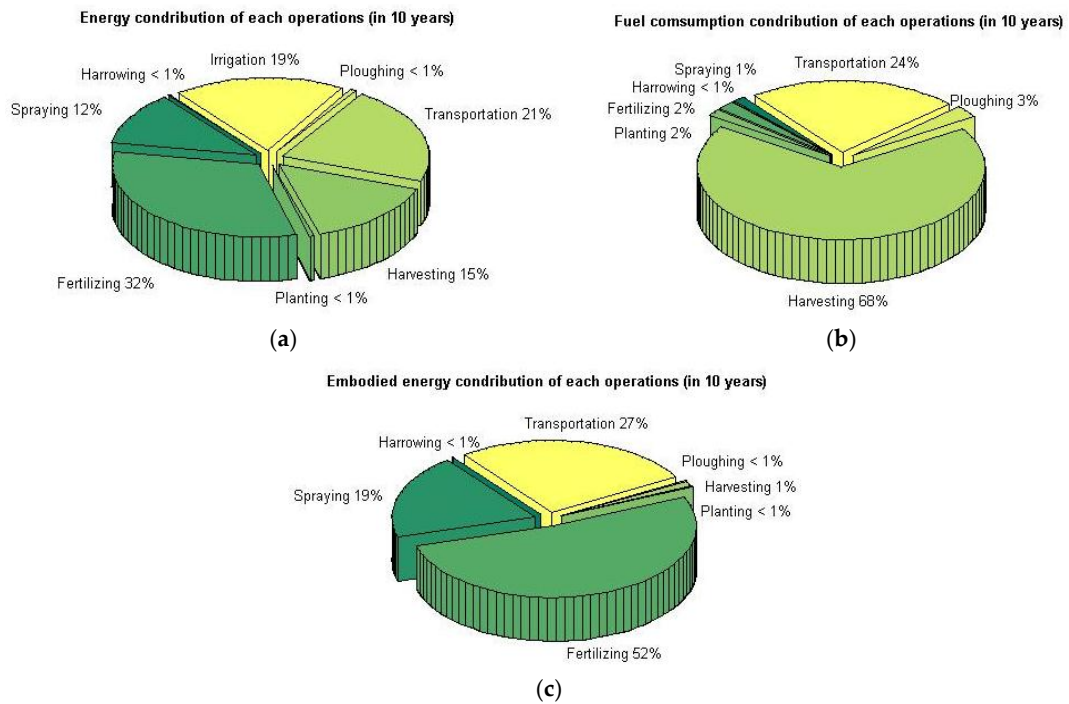 Energy condribution of each operations (in 10 years)
Irrigation 19%
Harrowing < 1%
Ploughing < 1%
Spraying 12%
Transportation 21%
Harvesting 15%
Fertilizing 32%
Planting < 1%
(a)
Fuel comsumption condribution of each operations (in 10 years)
Transportation 24%
Spraying 1%
Harrowing < 1%
Ploughing 3%
Fertilizing 2%
Planting 2%
Harvesting 68%
(b)
Embodied energy condribution of each operations (in 10 years)
Transportation 27%
Harrowing < 1%
Ploughing < 1%
Harvesting 1%
Spraying 19%
Planting < 1%
Fertilizing 52%
(c)